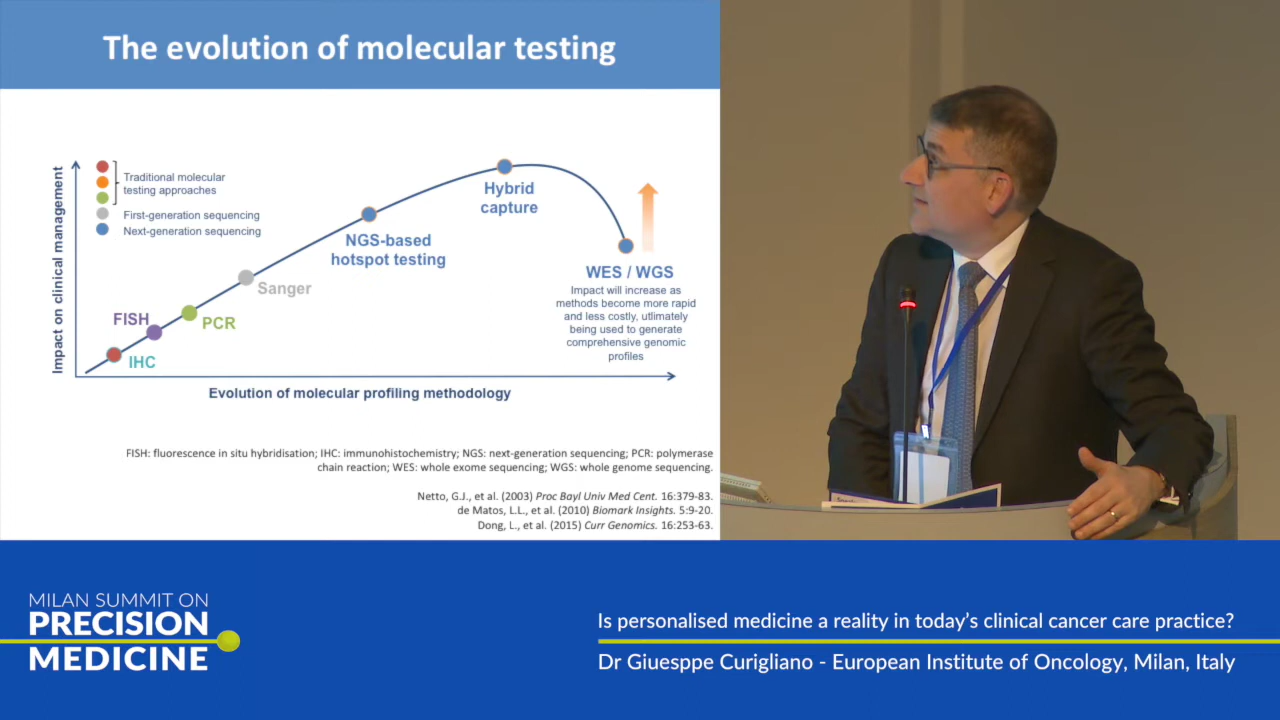 The evolution of molecular testing
Impact on clinical management
Traditional molecular
testing approaches
First-generation sequencing
Next-generation sequencing
IHC
FISH
PCR
Sanger
NGS-based
hotspot testing
Hybrid
capture
WES / WGS
Impact will increase as
methods become more rapid
and less costly, utlimately
being used to generate
comprehensive genomic
profiles
Evolution of molecular profiling methodology
FISH: fluorescence in situ hybridisation; IHC: immunohistochemistry; NGS: next-generation sequencing; PCR: polymerase
chain reaction; WES: whole exome sequencing; WGS: whole genome sequencing.
Netto, G.J., et al. (2003) Proc Bayl Univ Med Cent. 16:379-83.
de Matos, L.L., et al. (2010) Biomark Insights. 5:9-20.
Dong, L., et al. (2015) Curr Genomics. 16:253-63.
MILAN SUMMIT ON
PRECISION
MEDICINE
Is personalised medicine a reality in today's clinical cancer care practice?
Dr Giuesppe Curigliano - European Institute of Oncology, Milan, Italy